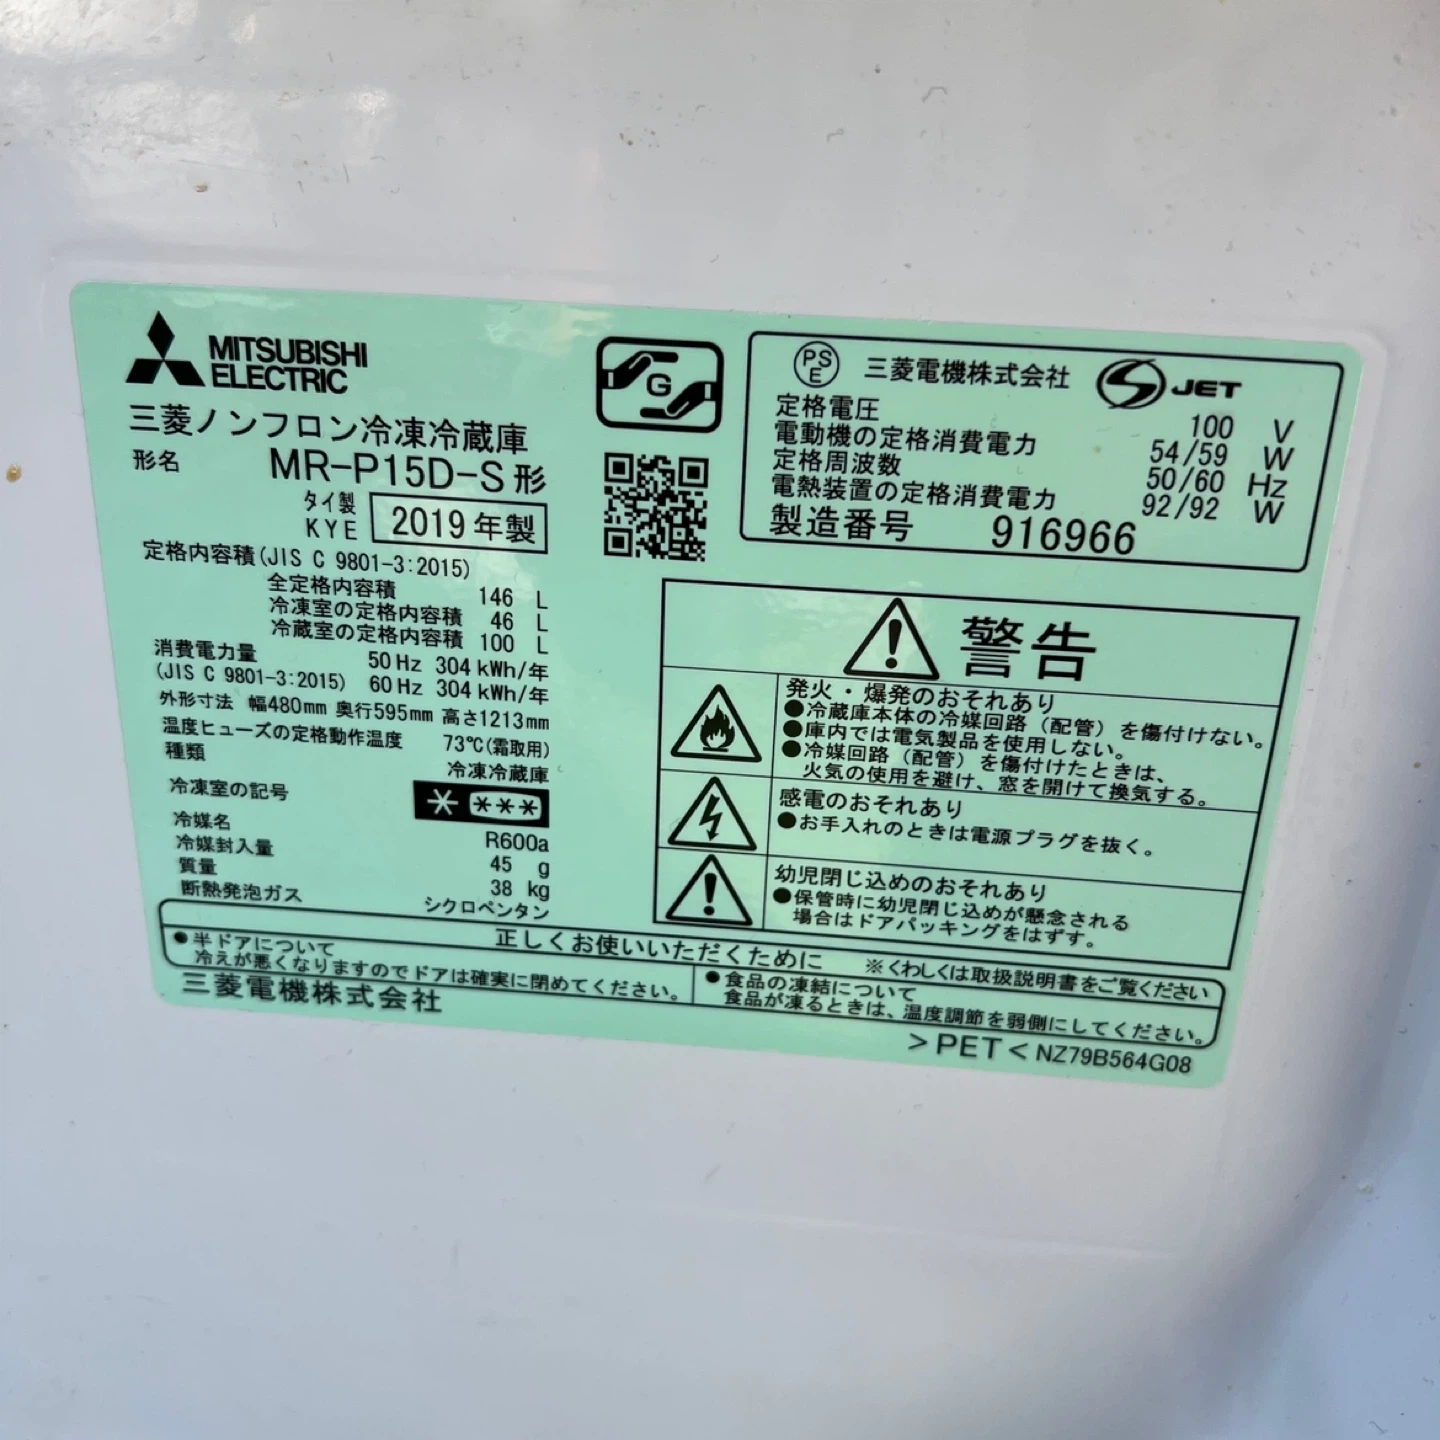 MITSUBISHI
ELECTRIC
三菱ノンフロン冷凍冷蔵庫
形名 MR-P15D-S形
タイ製
KYE 2019年製
定格内容積(JIS C 9801-3:2015)
全定格内容積 146 L
冷凍室の定格内容積 46 L
冷蔵室の定格内容積 100 L
消費電力量 50Hz 304kWh/年
(JIS C 9801-3:2015) 60Hz 304kWh/年
外形寸法 幅480mm 奥行595mm 高さ1213mm
温度ヒューズの定格動作温度 73℃(霜取用)
種類 冷凍冷蔵庫
冷凍室の記号 * ***
冷媒名 R600a
冷媒封入量 45 g
質量 38 kg
断熱発泡ガス シクロペンタン
G
PS
E 三菱電機株式会社 S JET
定格電圧 100 V
電動機の定格消費電力 54/59 W
定格周波数 50/60 Hz
電熱装置の定格消費電力 92/92 W
製造番号 916966
警告
発火・爆発のおそれあり
●冷蔵庫本体の冷媒回路(配管)を傷付けない。
●庫内では電気製品を使用しない。
●冷媒回路(配管)を傷付けたときは、
火気の使用を避け、窓を開けて換気する。
感電のおそれあり
●お手入れのときは電源プラグを抜く。
幼児閉じ込めのおそれあり
●保管時に幼児閉じ込めが懸念される
場合はドアパッキングをはずす。
正しくお使いいただくために ※くわしくは取扱説明書をご覧ください
●半ドアについて
冷えが悪くなりますのでドアは確実に閉めてください。
●食品の凍結について
食品が凍るときは、温度調節を弱側にしてください。
三菱電機株式会社
>PET< NZ79B564G08